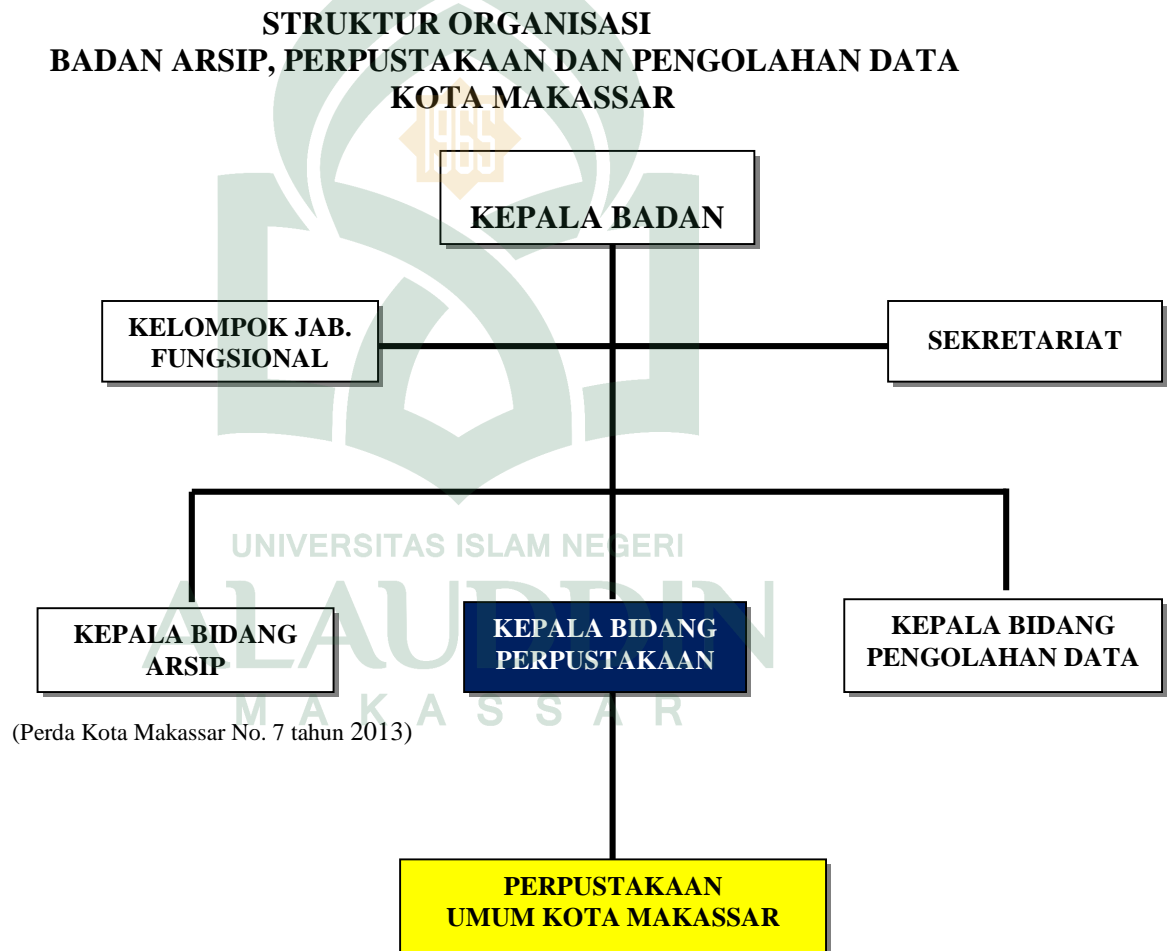 STRUKTUR ORGANISASI
BADAN ARSIP, PERPUSTAKAAN DAN PENGOLAHAN DATA
KOTA MAKASSAR
1965
KEPALA BADAN
KELOMPOK JAB.
FUNGSIONAL
SEKRETARIAT
UNIVERSITAS ISLAM NEGERI
ALAUDDIN
MAKASSAR
KEPALA BIDANG
ARSIP
KEPALA BIDANG
PERPUSTAKAAN
KEPALA BIDANG
PENGOLAHAN DATA
(Perda Kota Makassar No. 7 tahun 2013)
PERPUSTAKAAN
UMUM KOTA MAKASSAR